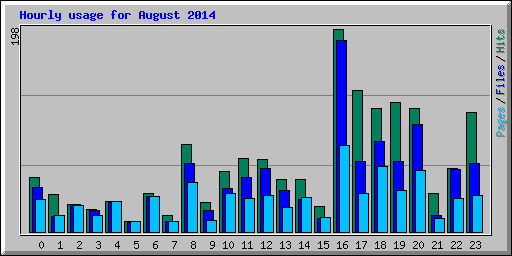 Hourly usage for August 2014
198
Pages / Files / Hits
0 1 2 3 4 5 6 7 8 9 10 11 12 13 14 15 16 17 18 19 20 21 22 23